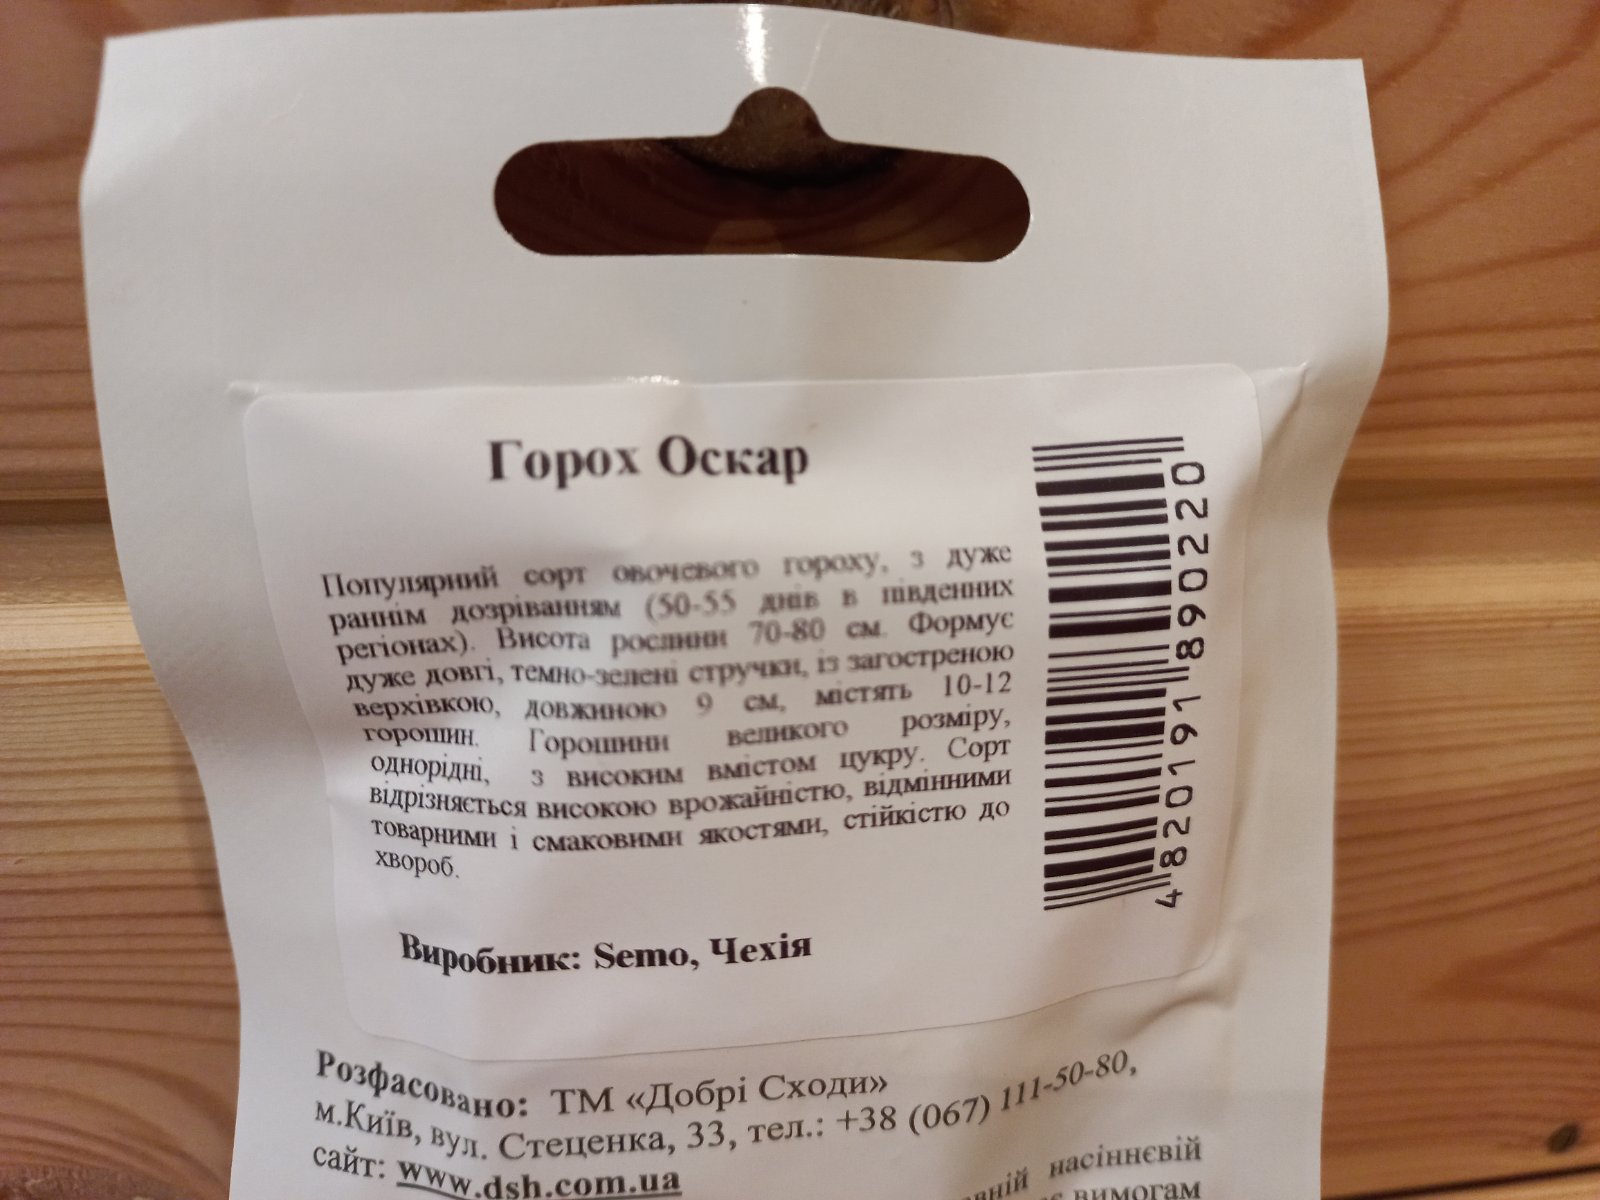 Горох Оскар
Популярний сорт овочевого гороху, з дуже
раннім дозріванням (50-55 днів в південних
регіонах). Висота рослини 70-80 см. Формує
дуже довгі, темно-зелені стручки, із загостреною
верхівкою, довжиною 9 см, містять 10-12
горошин. Горошини великого розміру,
однорідні, з високим вмістом цукру. Сорт
відрізняється високою врожайністю, відмінними
товарними і смаковими якостями, стійкістю до
хвороб.
Виробник: Semo, Чехія
4 820191 890220
Розфасовано: ТМ «Добрі Сходи»
м.Київ, вул. Стеценка, 33, тел.: +38 (067) 111-50-80,
сайт: www.dsh.com.ua
насіннєвій
вимогам